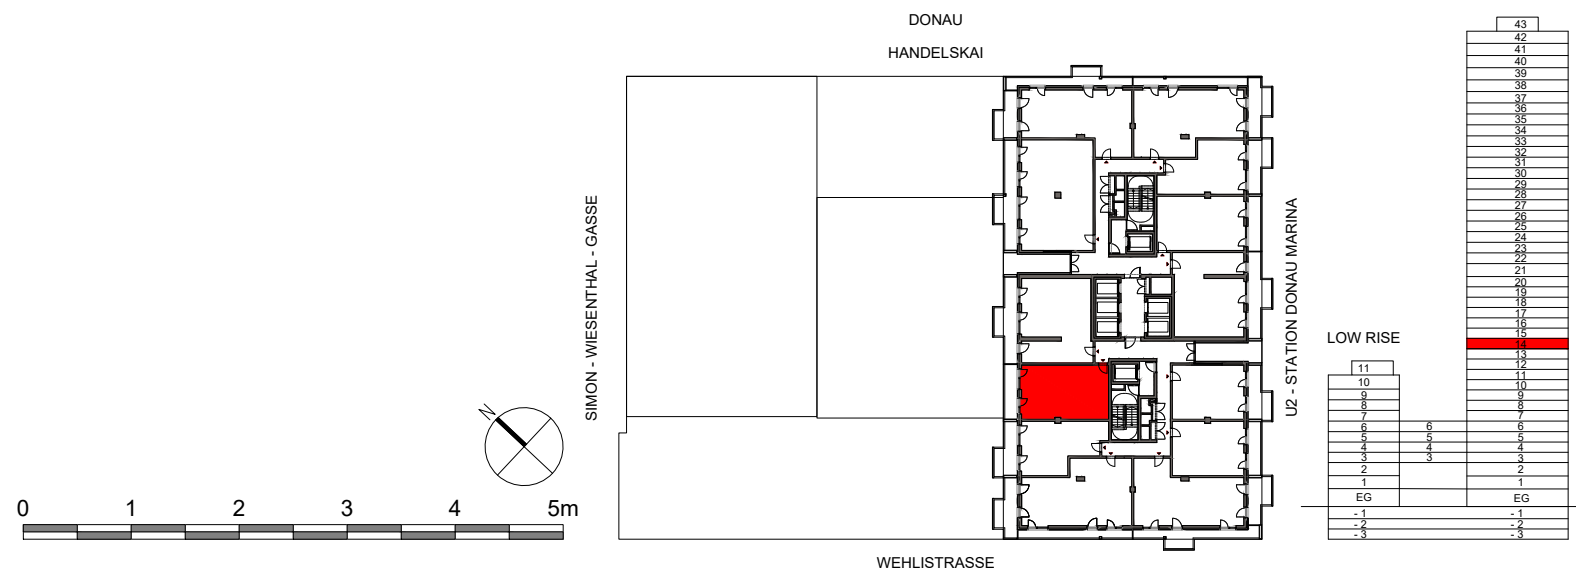 DONAU
HANDELSKAI
SIMON - WIESENTHAL - GASSE
U2 - STATION DONAU MARINA
WEHLISTRASSE
N
0 1 2 3 4 5m
LOW RISE
43
42
41
40
39
38
37
36
35
34
33
32
31
30
29
28
27
26
25
24
23
22
21
20
19
18
17
16
15
14
13
11 12
10 11
10
9 9
8 8
7 7
6 6 6
5 5 5
4 4 4
3 3 3
2 2
1 1
EG EG
- 1 - 1
- 2 - 2
- 3 - 3